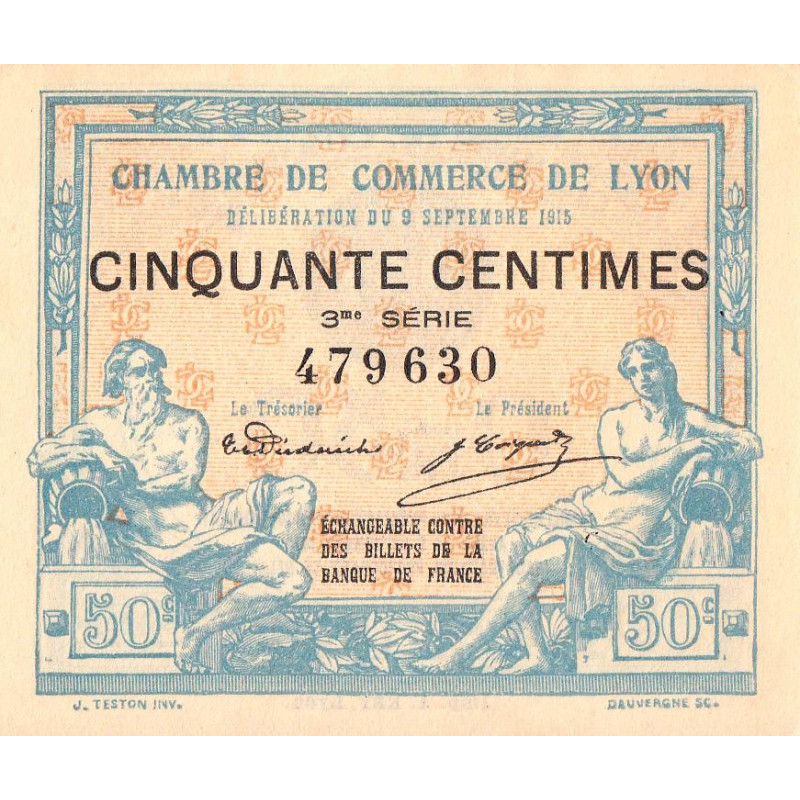 CHAMBRE DE COMMERCE DE LYON
DÉLIBÉRATION DU 9 SEPTEMBRE 1915
CINQUANTE CENTIMES
3me SÉRIE
479630
Le Trésorier Le Président
ÉCHANGEABLE CONTRE
DES BILLETS DE LA
BANQUE DE FRANCE
50c 50c
J. TESTON INV. DAUVERGNE SC.